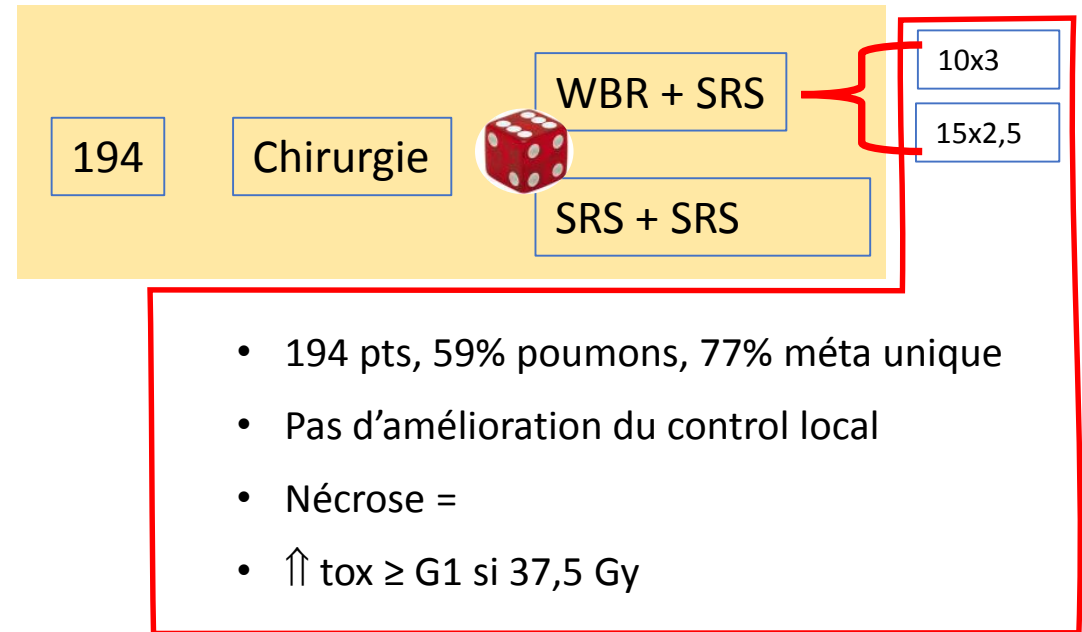 194
Chirurgie
WBR + SRS
SRS + SRS
10x3
15x2,5
• 194 pts, 59% poumons, 77% méta unique
• Pas d’amélioration du control local
• Nécrose =
• ⇑ tox ≥ G1 si 37,5 Gy